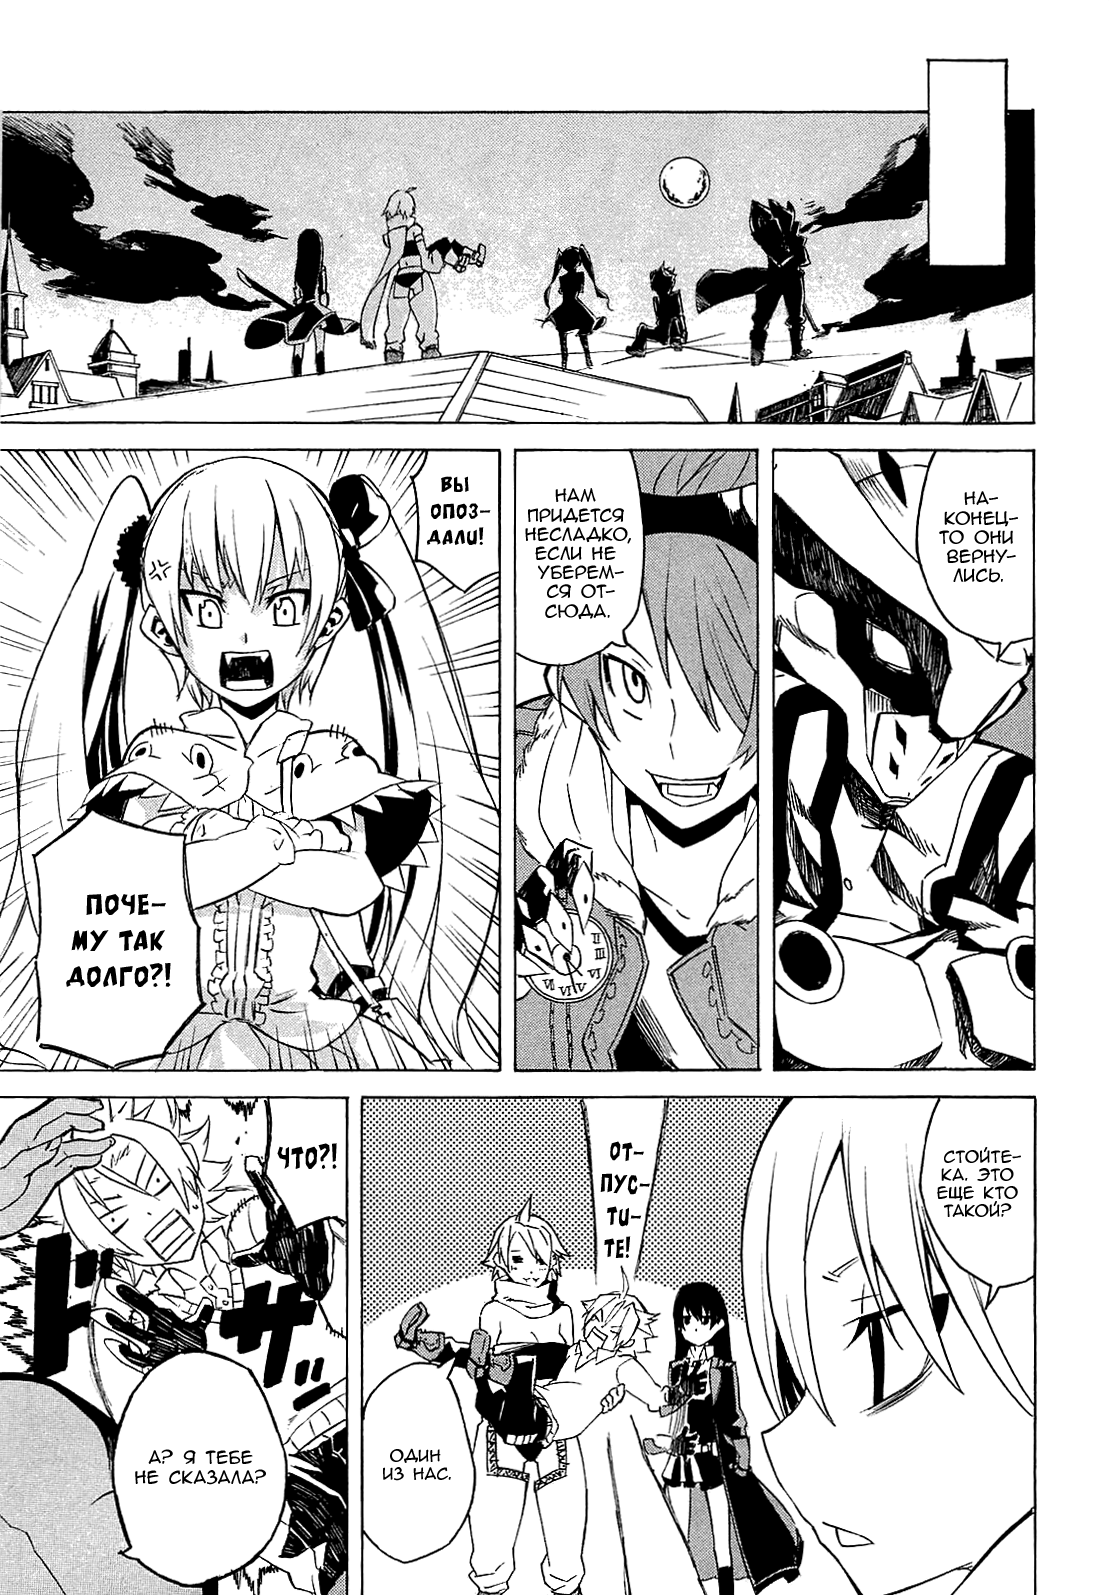 НА-
КОНЕЦ-
ТО ОНИ
ВЕРНУ-
ЛИСЬ.
НАМ
ПРИДЕТСЯ
НЕСЛАДКО,
ЕСЛИ НЕ
УБЕРЕМ-
СЯ ОТ-
СЮДА.
ВЫ
ОПОЗ-
ДАЛИ!
ПОЧЕ-
МУ ТАК
ДОЛГО?!
СТОЙТЕ-
КА. ЭТО
ЕЩЕ КТО
ТАКОЙ?
ОТ-
ПУС-
ТИ-
ТЕ!
ОДИН
ИЗ НАС.
ЧТО?!
А? Я ТЕБЕ
НЕ СКАЗАЛА?